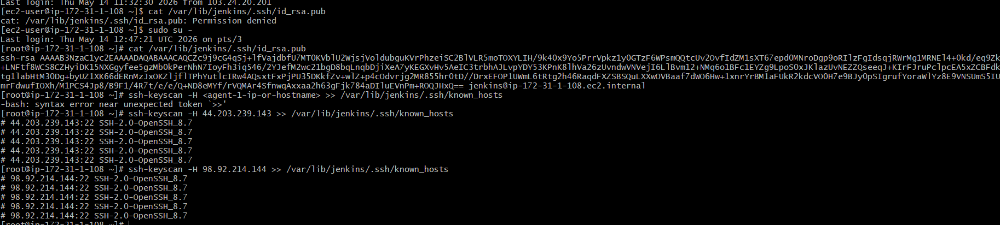 Last login: Thu May 14 11:32:30 2026 from 103.24.20.201
[ec2-user@ip-172-31-1-108 ~]$ cat /var/lib/jenkins/.ssh/id_rsa.pub
cat: /var/lib/jenkins/.ssh/id_rsa.pub: Permission denied
[ec2-user@ip-172-31-1-108 ~]$ sudo su -
Last login: Thu May 14 12:47:21 UTC 2026 on pts/3
[root@ip-172-31-1-108 ~]# cat /var/lib/jenkins/.ssh/id_rsa.pub
ssh-rsa AAAAB3NzaC1yc2EAAAADAQABAAACAQCZc9j9cG4qSj+lfVajdbfU7MT0KVblU2WjsjVoldubguKVrPhzeiSC2BlVLR5moTOXYLIH/9k40x9Yo5PrrVpkz1y0GTzF6WPsmQQtcUv2OvfIdZM1sXT67epd0MNroDgp9oRIlzFgIdsqjRWrMg1MRNEl4+0kd/eq9Zk
+LNFtf8WCS8CZHyiDK15NXGgyfee5gzMb0kPerNhN7IoyFh3iq546/2YJefM2wc21bgD8bqLnqbDjiXeA7yKEGXvHv5AeIC3trbhAJLvpYDY53KPnK8lhVa26zUvndwVNVejI6LlBvm12+NMq6o1BFc1EYZg9LpoSOxJKlazUvNEZZQseeqJ+KIrFJruPclpcEA5xZCBFdk
tg1labHtM3ODg+byUZ1XK66dERnMzJxOKZljflTPhYutlcIRw4AQsxtFxPjPU35DKkfZv+wlZ+p4cOdvrjg2MR855hr0tD//DrxEFOP1UWmL6tRtg2h46RaqdFXZSBSQuLXXwOVBaaf7dWO6Hw+1xnrYrBM1aFUkR2kdcVO0H7e9BJy0pSIgrufYoraWlYz8E9VNSUmS5IU
mrFdwufIOXh/M1PCS4Jp8/B9F1/4R7t/e/e/Q+ND8eMYf/rVQMAr4SfnwqAxxaa2h63gFjk784aDIluEVnPm+ROQJHxQ== jenkins@ip-172-31-1-108.ec2.internal
[root@ip-172-31-1-108 ~]# ssh-keyscan -H <agent-1-ip-or-hostname> >> /var/lib/jenkins/.ssh/known_hosts
-bash: syntax error near unexpected token `>>'
[root@ip-172-31-1-108 ~]# ssh-keyscan -H 44.203.239.143 >> /var/lib/jenkins/.ssh/known_hosts
# 44.203.239.143:22 SSH-2.0-OpenSSH_8.7
# 44.203.239.143:22 SSH-2.0-OpenSSH_8.7
# 44.203.239.143:22 SSH-2.0-OpenSSH_8.7
# 44.203.239.143:22 SSH-2.0-OpenSSH_8.7
# 44.203.239.143:22 SSH-2.0-OpenSSH_8.7
[root@ip-172-31-1-108 ~]# ssh-keyscan -H 98.92.214.144 >> /var/lib/jenkins/.ssh/known_hosts
# 98.92.214.144:22 SSH-2.0-OpenSSH_8.7
# 98.92.214.144:22 SSH-2.0-OpenSSH_8.7
# 98.92.214.144:22 SSH-2.0-OpenSSH_8.7
# 98.92.214.144:22 SSH-2.0-OpenSSH_8.7
# 98.92.214.144:22 SSH-2.0-OpenSSH_8.7
[root@ip-172-31-1-108 ~]#